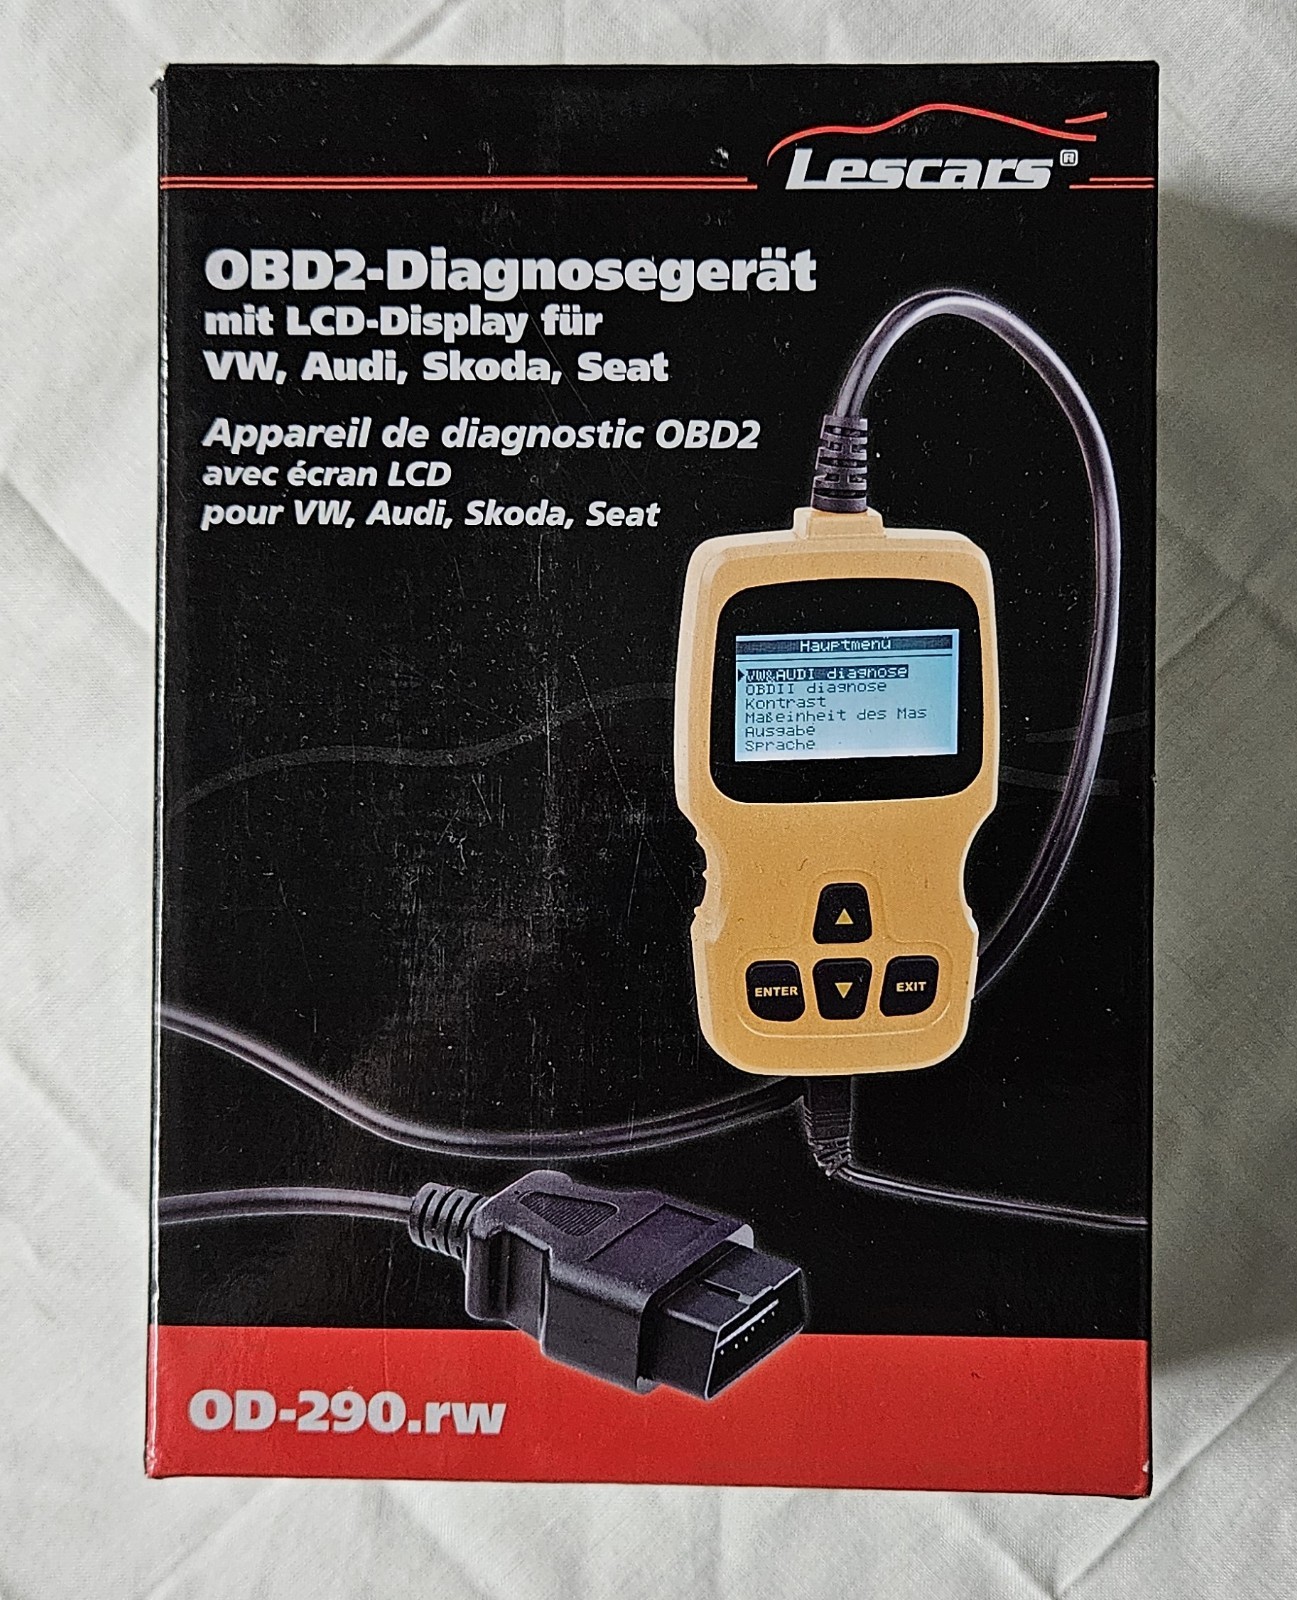 Lescars®
OBD2-Diagnosegerät
mit LCD-Display für
VW, Audi, Skoda, Seat
Appareil de diagnostic OBD2
avec écran LCD
pour VW, Audi, Skoda, Seat
Hauptmenü
VW&AUDI diagnose
OBDII diagnose
Kontrast
Maßeinheit des Mas
Ausgabe
Sprache
▲
ENTER ▼ EXIT
OD-290.rw